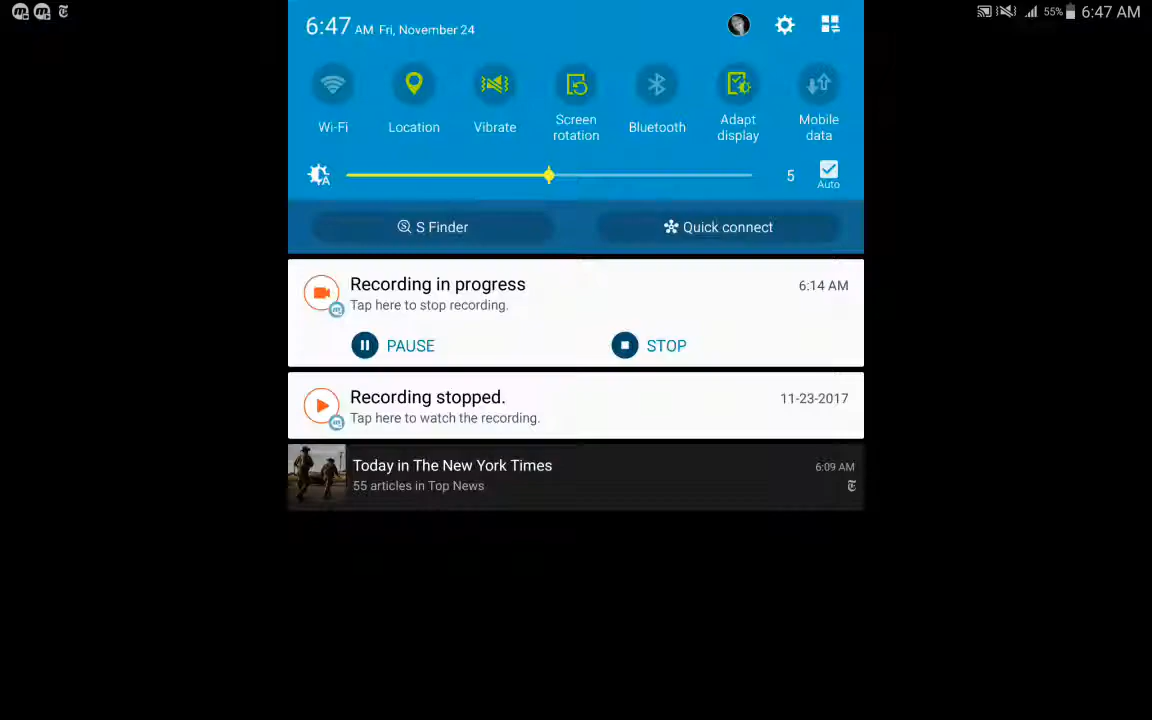 55% 6:47 AM
6:47 AM Fri, November 24
Wi-Fi
Location
Vibrate
Screen
rotation
Bluetooth
Adapt
display
Mobile
data
A
5
Auto
S Finder
Quick connect
Recording in progress
6:14 AM
Tap here to stop recording.
PAUSE
STOP
Recording stopped.
11-23-2017
Tap here to watch the recording.
Today in The New York Times
6:09 AM
55 articles in Top News